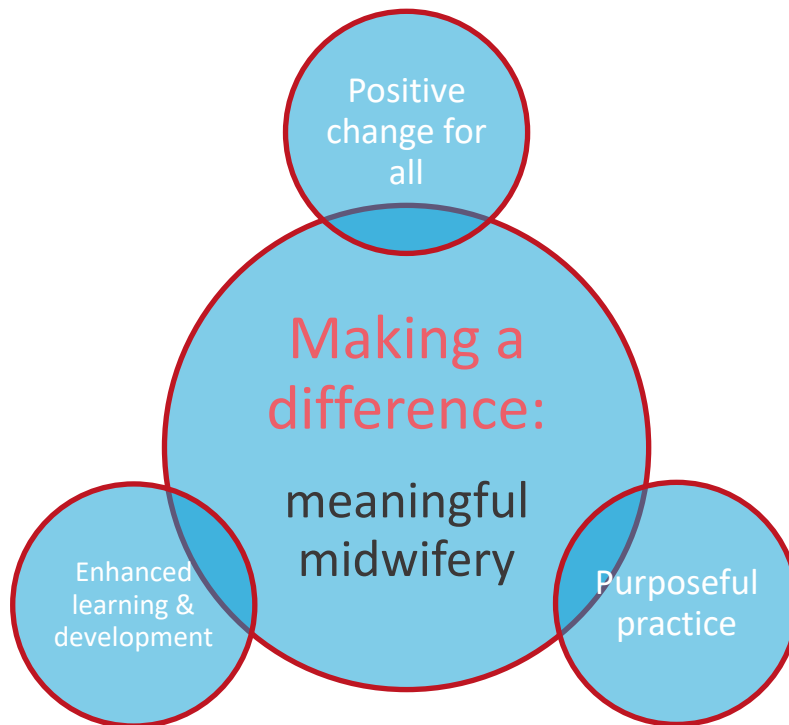 Positive
change for
all
Making a
difference:
meaningful
midwifery
Enhanced
learning &
development
Purposeful
practice